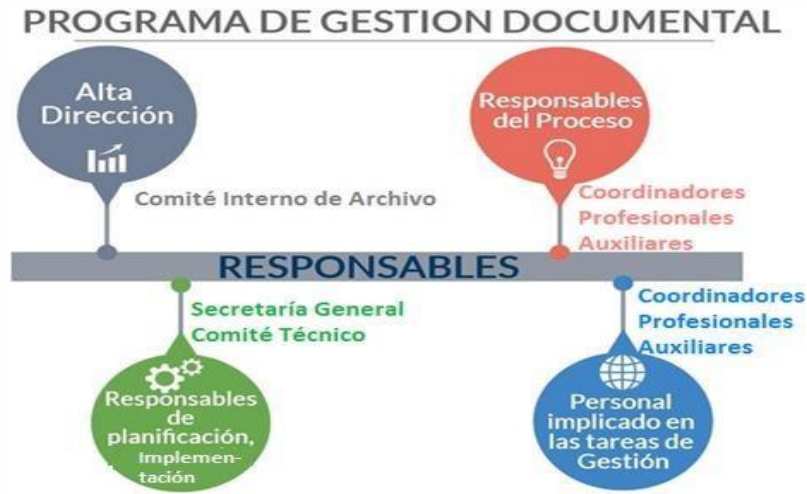 PROGRAMA DE GESTION DOCUMENTAL
Alta
Dirección
Comité Interno de Archivo
Responsables
del Proceso
Coordinadores
Profesionales
Auxiliares
RESPONSABLES
Secretaría General
Comité Técnico
Responsables
de
planificación,
Implemen-
tación
Coordinadores
Profesionales
Auxiliares
Personal
implicado en
las tareas de
Gestión